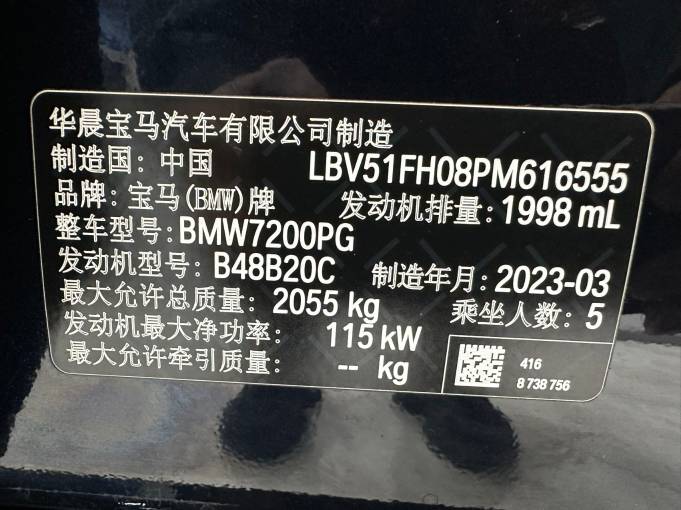 华晨宝马汽车有限公司制造
制造国: 中国 LBV51FH08PM616555
品牌: 宝马(BMW)牌 发动机排量: 1998 mL
整车型号: BMW7200PG
发动机型号: B48B20C 制造年月: 2023-03
最大允许总质量: 2055 kg 乘坐人数: 5
发动机最大净功率: 115 kW
最大允许牵引质量: -- kg
416
8 738 756